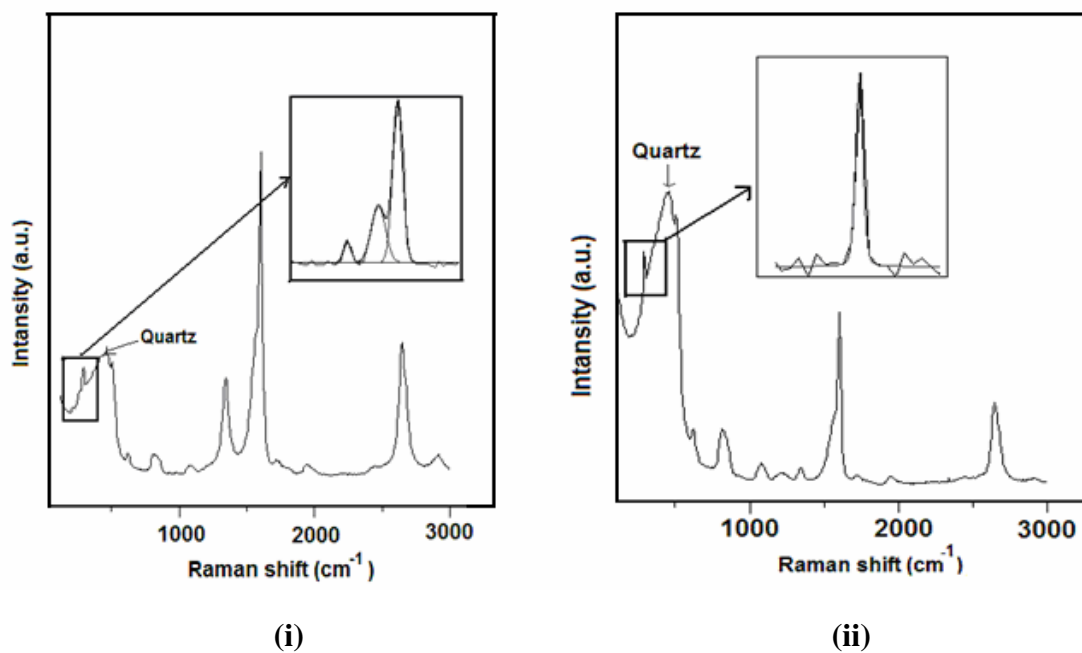 Intansity (a.u.)
Quartz
1000
2000
3000
Raman shift (cm⁻¹ )
(i)
Intansity (a.u.)
Quartz
1000
2000
3000
Raman shift (cm⁻¹)
(ii)